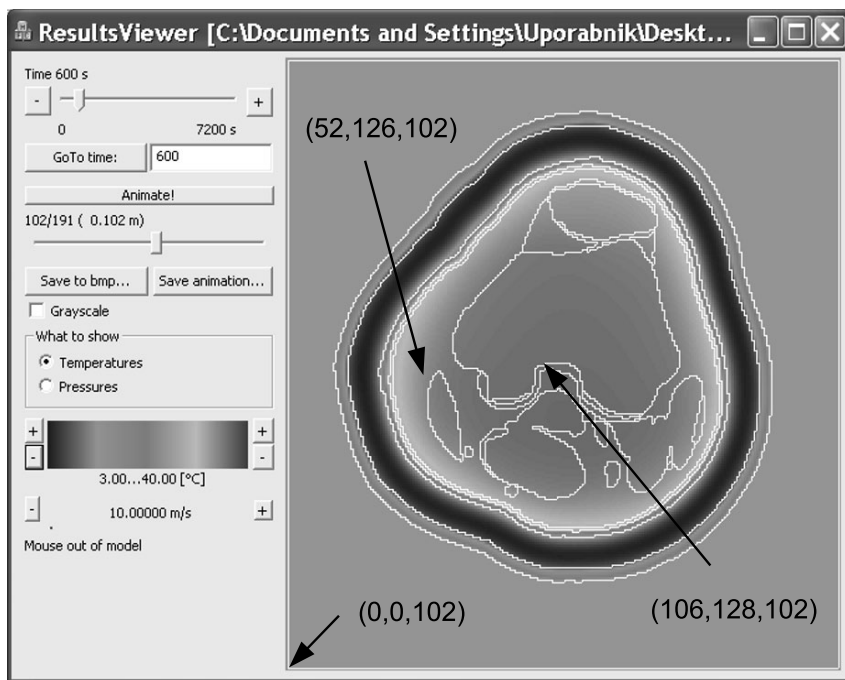 ResultsViewer [C:\Documents and Settings\Uporabnik\Deskt...
Time 600 s
- +
0 7200 s
GoTo time: 600
Animate!
102/191 ( 0.102 m)
Save to bmp... Save animation...
Grayscale
What to show
Temperatures
Pressures
+ +
- -
3.00...40.00 [°C]
- 10.00000 m/s +
Mouse out of model
(52,126,102)
(0,0,102)
(106,128,102)